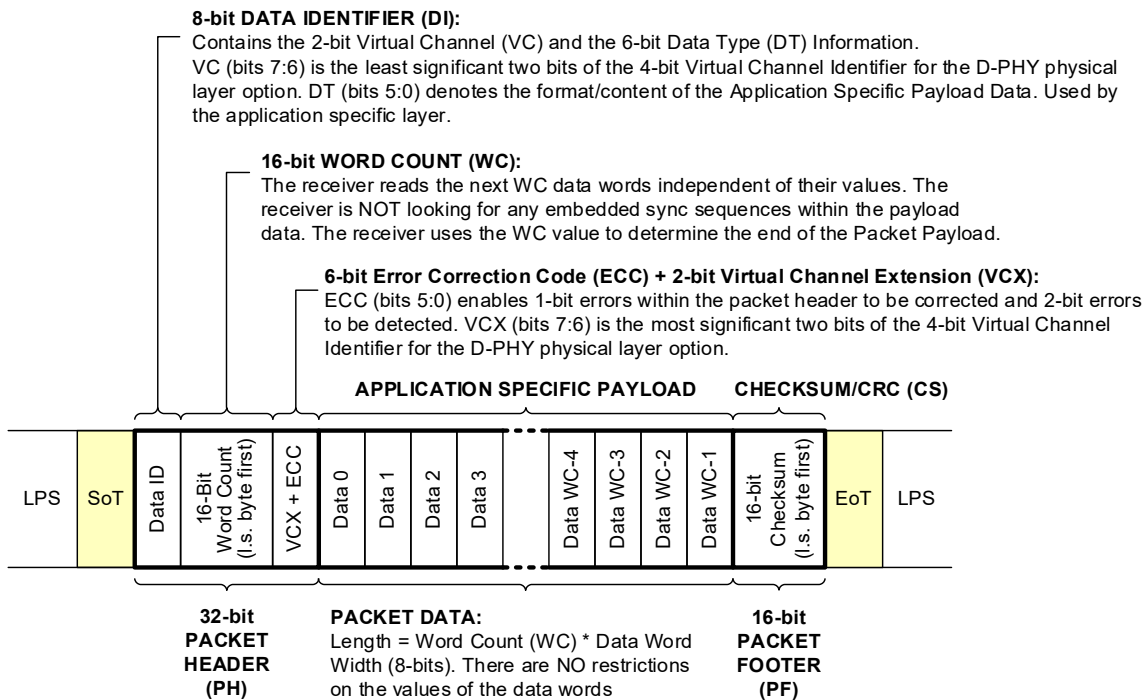 8-bit DATA IDENTIFIER (DI):
Contains the 2-bit Virtual Channel (VC) and the 6-bit Data Type (DT) Information.
VC (bits 7:6) is the least significant two bits of the 4-bit Virtual Channel Identifier for the D-PHY physical
layer option. DT (bits 5:0) denotes the format/content of the Application Specific Payload Data. Used by
the application specific layer.
16-bit WORD COUNT (WC):
The receiver reads the next WC data words independent of their values. The
receiver is NOT looking for any embedded sync sequences within the payload
data. The receiver uses the WC value to determine the end of the Packet Payload.
6-bit Error Correction Code (ECC) + 2-bit Virtual Channel Extension (VCX):
ECC (bits 5:0) enables 1-bit errors within the packet header to be corrected and 2-bit errors
to be detected. VCX (bits 7:6) is the most significant two bits of the 4-bit Virtual Channel
Identifier for the D-PHY physical layer option.
APPLICATION SPECIFIC PAYLOAD
CHECKSUM/CRC (CS)
LPS
SoT
Data ID
16-Bit
Word Count
(l.s. byte first)
VCX + ECC
Data 0
Data 1
Data 2
Data 3
Data WC-4
Data WC-3
Data WC-2
Data WC-1
16-bit
Checksum
(l.s. byte first)
EoT
LPS
32-bit
PACKET
HEADER
(PH)
PACKET DATA:
Length = Word Count (WC) * Data Word
Width (8-bits). There are NO restrictions
on the values of the data words
16-bit
PACKET
FOOTER
(PF)